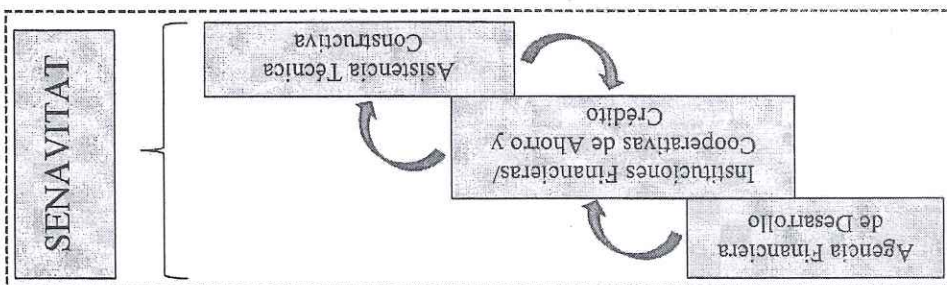 SENAVITAT
Agencia Financiera
de Desarrollo
Instituciones Financieras/
Cooperativas de Ahorro y
Crédito
Asistencia Técnica
Constructiva